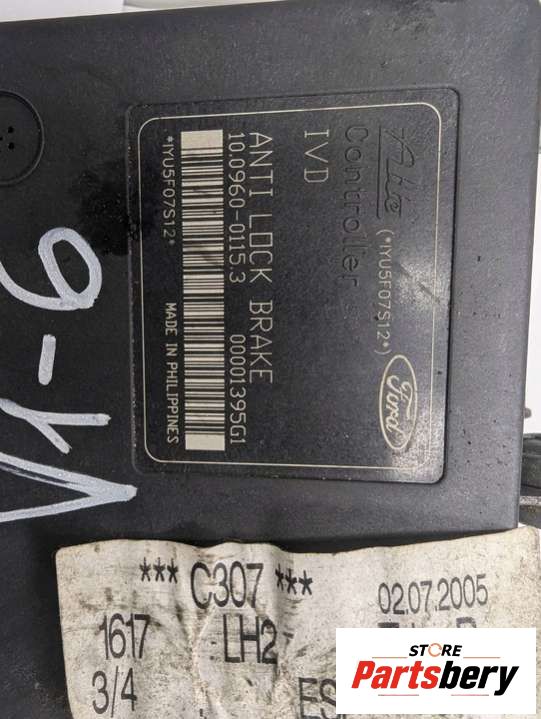 Ate (*1YU5F07S12*) Ford
Controller
IVD
ANTI LOCK BRAKE
10.0960-0115.3 00001395G1
*1YU5F07S12* MADE IN PHILIPPINES
*** C307 *** 02.07.2005
1617 LH2
3/4 ES
STORE
Partsbery